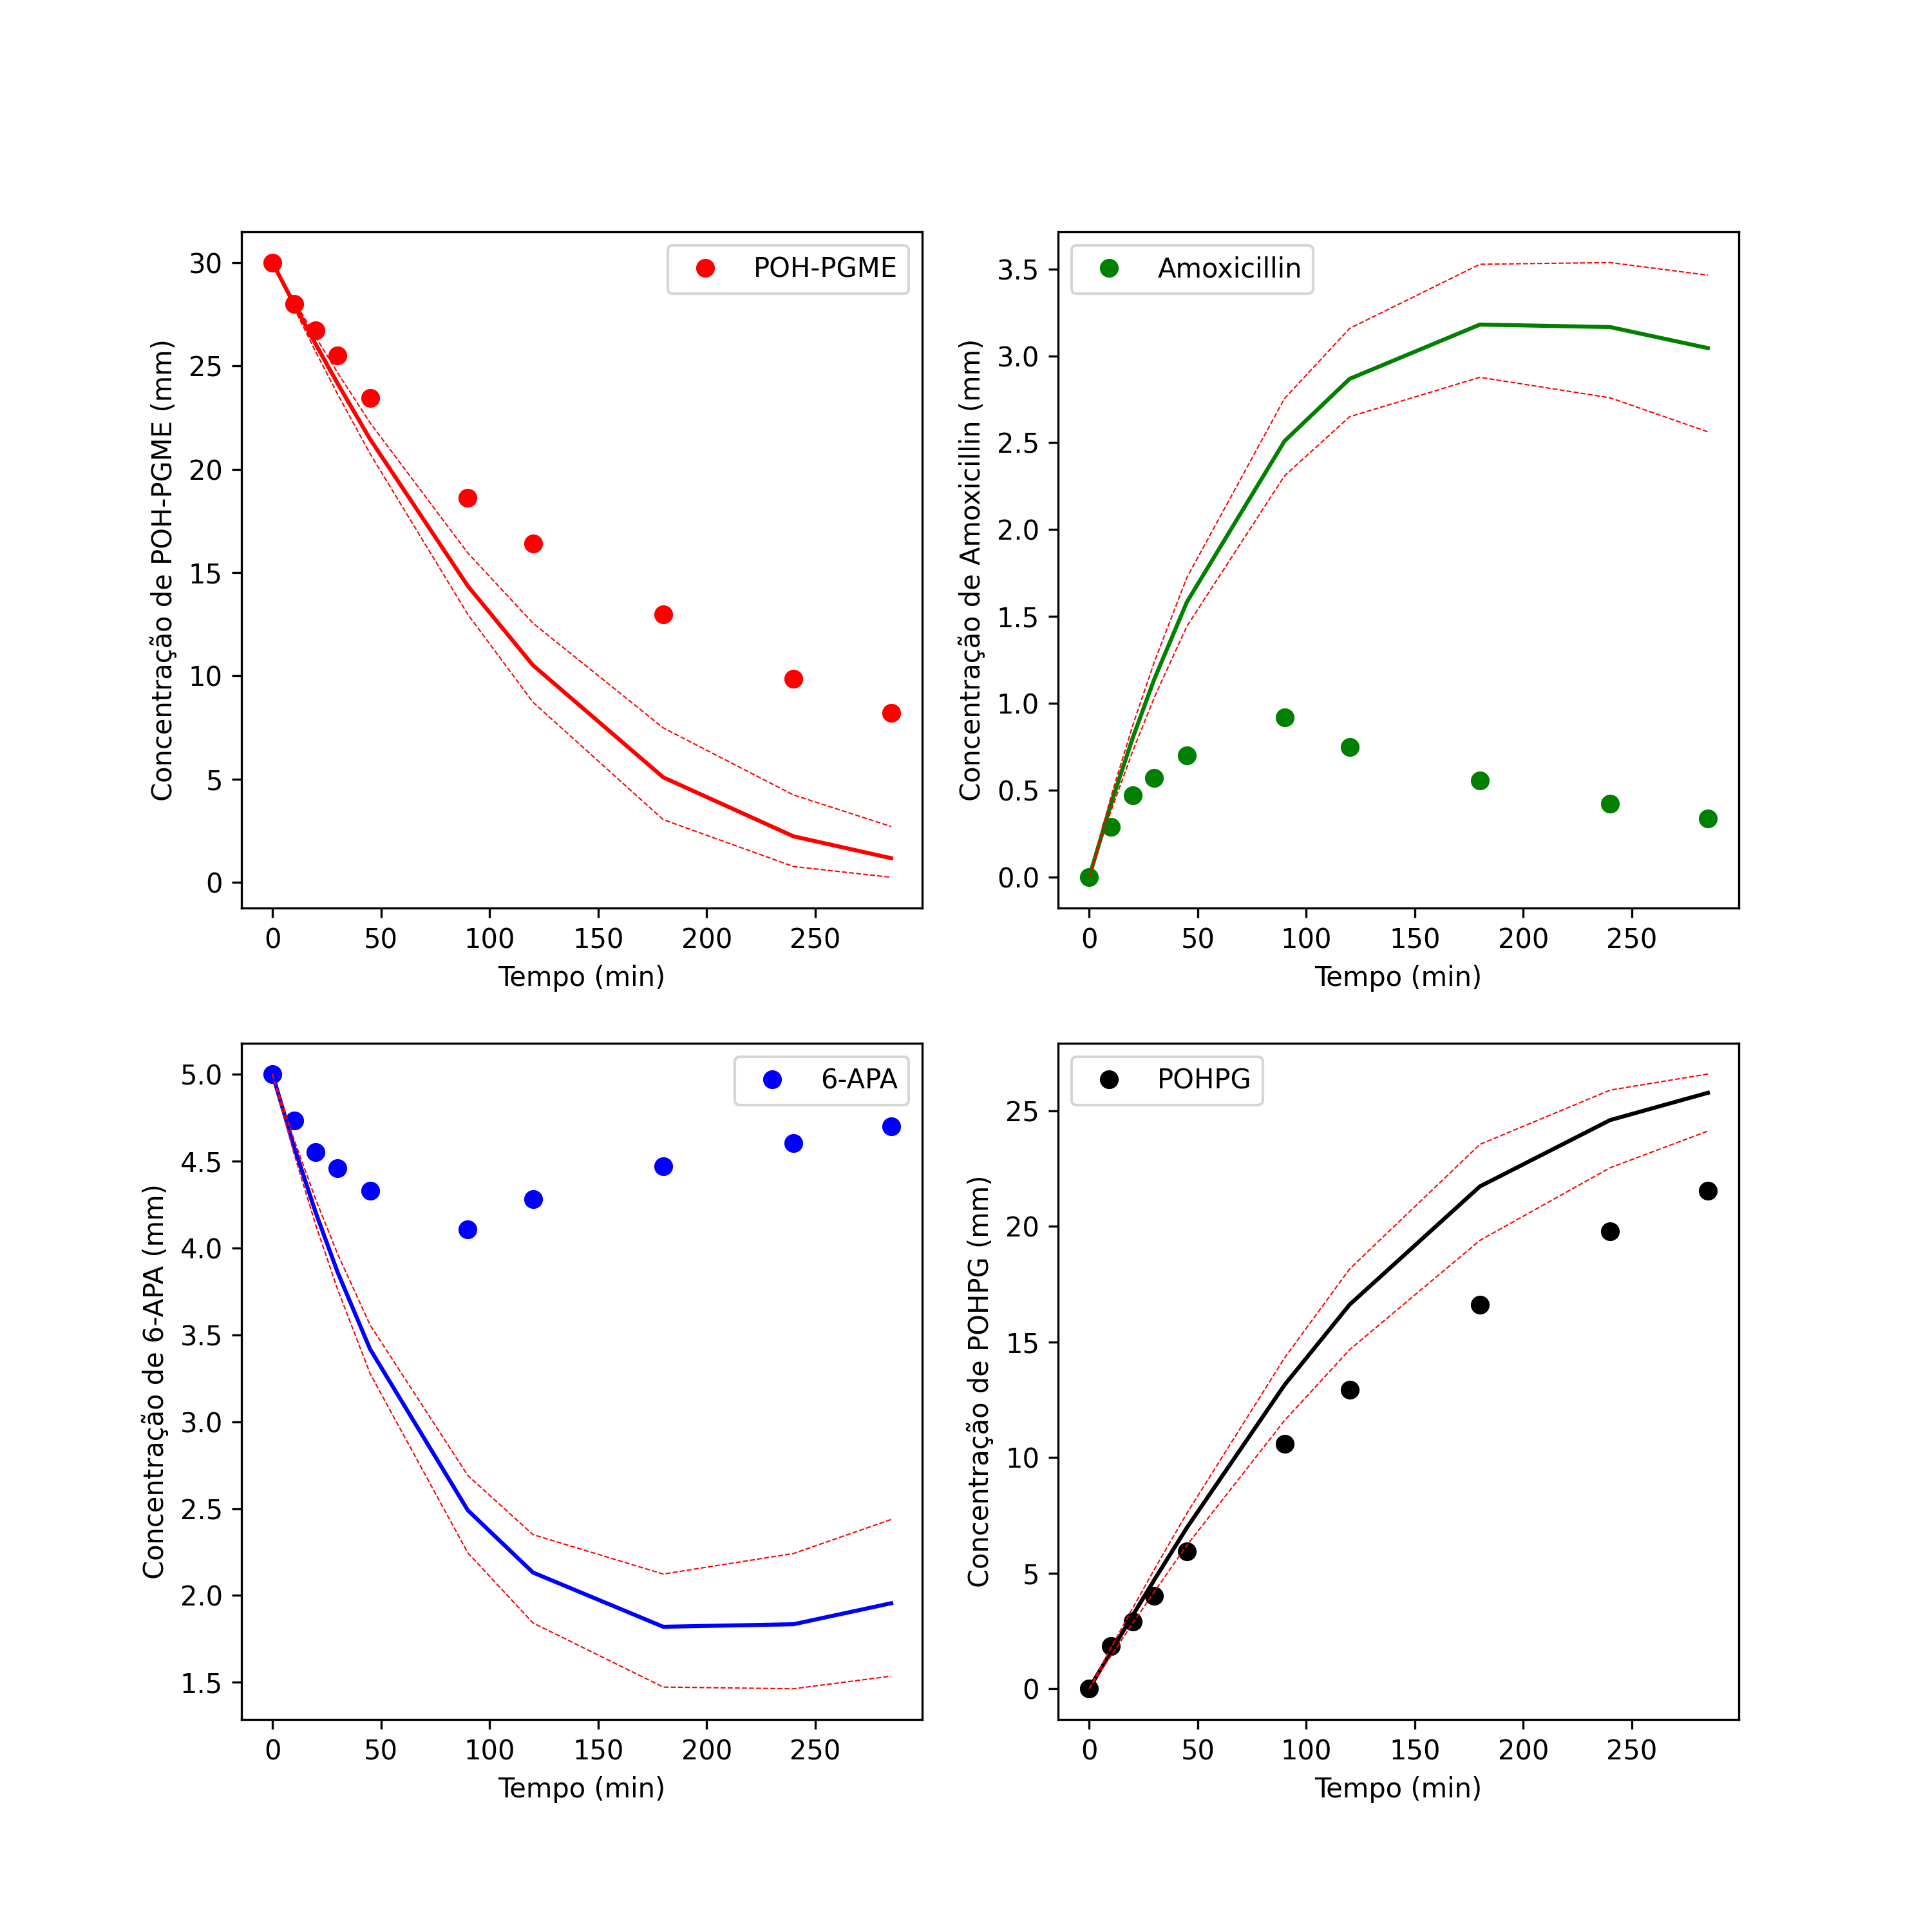 POH-PGME
Concentração de POH-PGME (mm)
30
25
20
15
10
5
0
0 50 100 150 200 250
Tempo (min)
Amoxicillin
Concentração de Amoxicillin (mm)
3.5
3.0
2.5
2.0
1.5
1.0
0.5
0.0
0 50 100 150 200 250
Tempo (min)
6-APA
Concentração de 6-APA (mm)
5.0
4.5
4.0
3.5
3.0
2.5
2.0
1.5
0 50 100 150 200 250
Tempo (min)
POHPG
Concentração de POHPG (mm)
25
20
15
10
5
0
0 50 100 150 200 250
Tempo (min)